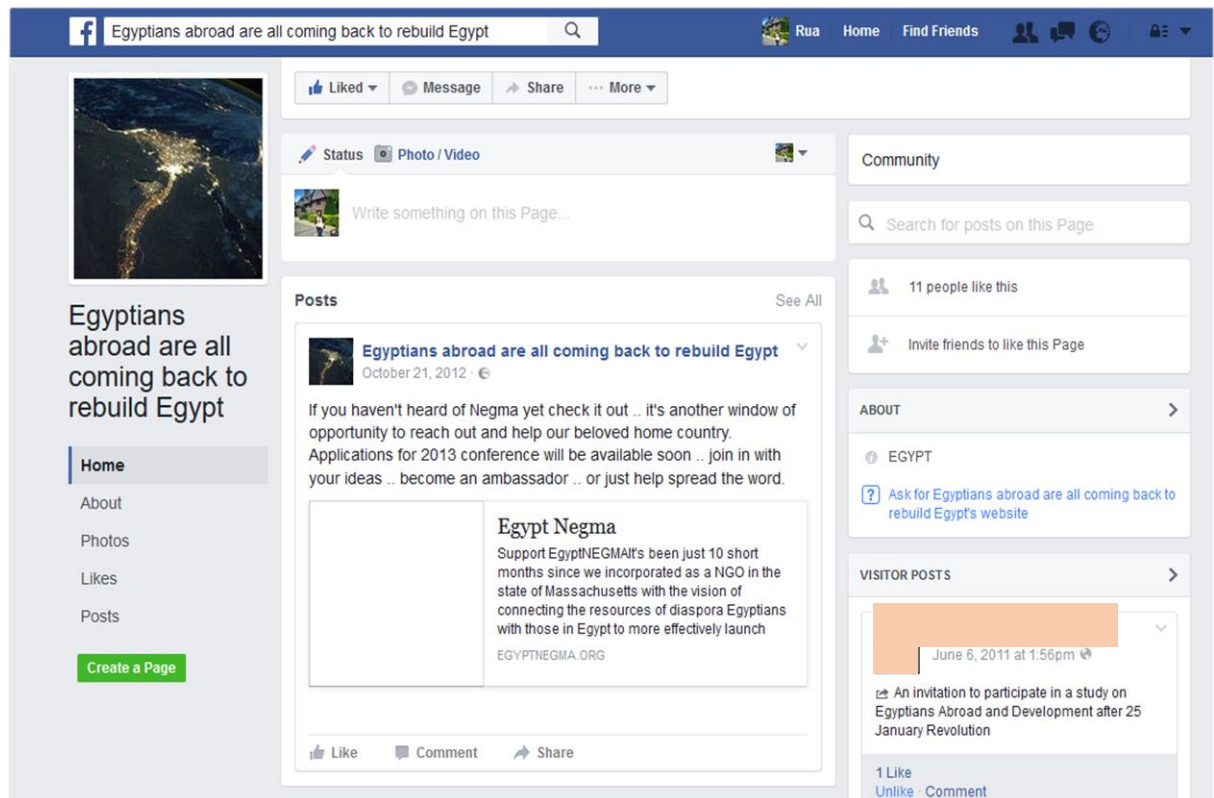 f Egyptians abroad are all coming back to rebuild Egypt
Rua Home Find Friends
Egyptians
abroad are all
coming back to
rebuild Egypt
Home
About
Photos
Likes
Posts
Create a Page
Liked Message Share ... More
Status Photo / Video
Write something on this Page...
Posts See All
Egyptians abroad are all coming back to rebuild Egypt
October 21, 2012 ·
If you haven't heard of Negma yet check it out .. it's another window of
opportunity to reach out and help our beloved home country.
Applications for 2013 conference will be available soon .. join in with
your ideas .. become an ambassador .. or just help spread the word.
Egypt Negma
Support EgyptNEGMAIt's been just 10 short
months since we incorporated as a NGO in the
state of Massachusetts with the vision of
connecting the resources of diaspora Egyptians
with those in Egypt to more effectively launch
EGYPTNEGMA.ORG
Like Comment Share
Community
Search for posts on this Page
11 people like this
Invite friends to like this Page
ABOUT
EGYPT
? Ask for Egyptians abroad are all coming back to
rebuild Egypt's website
VISITOR POSTS
June 6, 2011 at 1:56pm
An invitation to participate in a study on
Egyptians Abroad and Development after 25
January Revolution
1 Like
Unlike · Comment